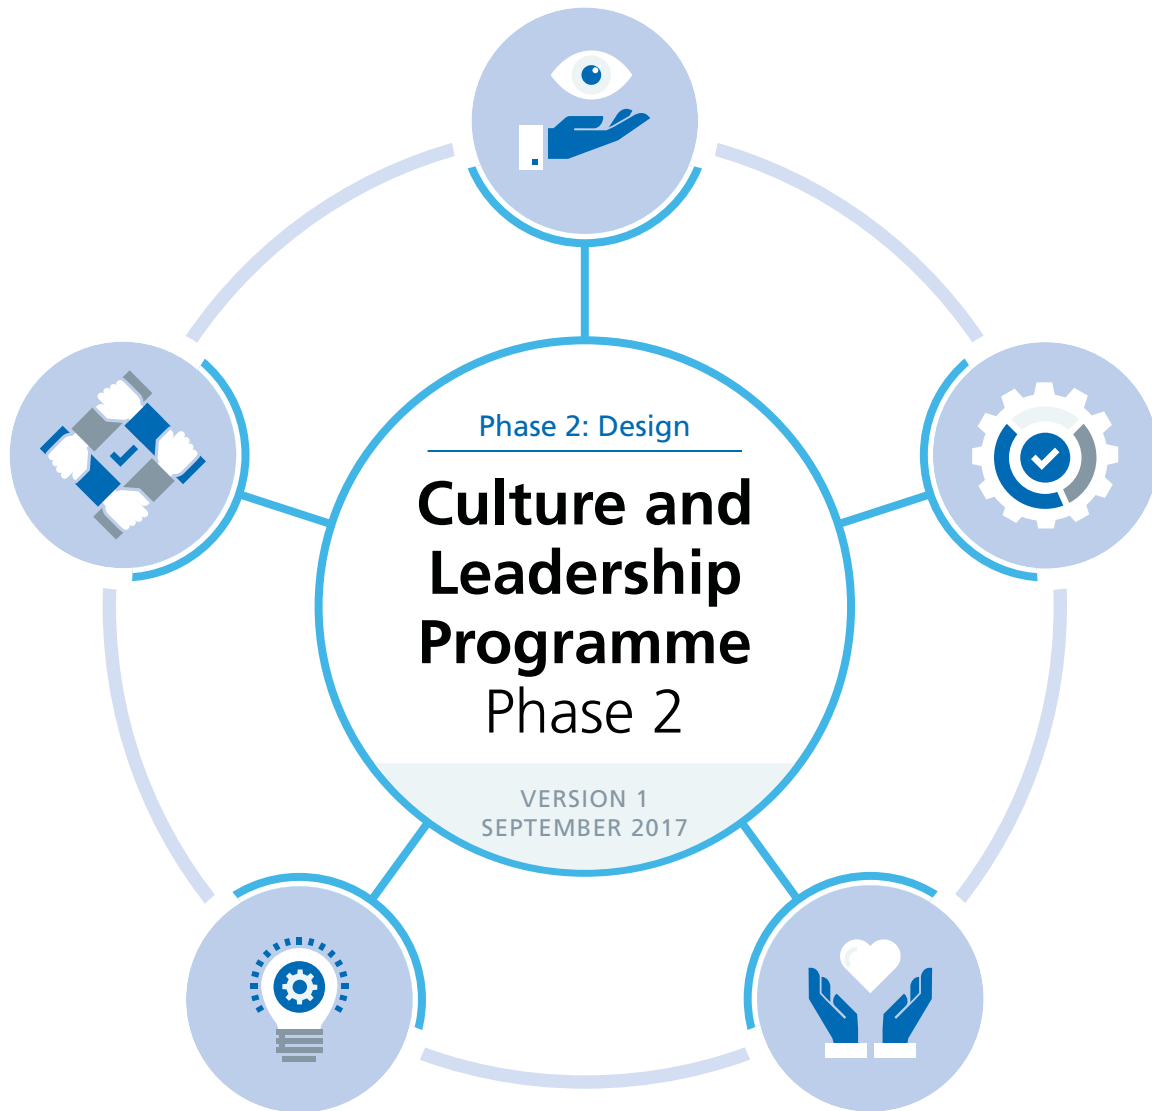 Phase 2: Design
Culture and
Leadership
Programme
Phase 2
VERSION 1
SEPTEMBER 2017